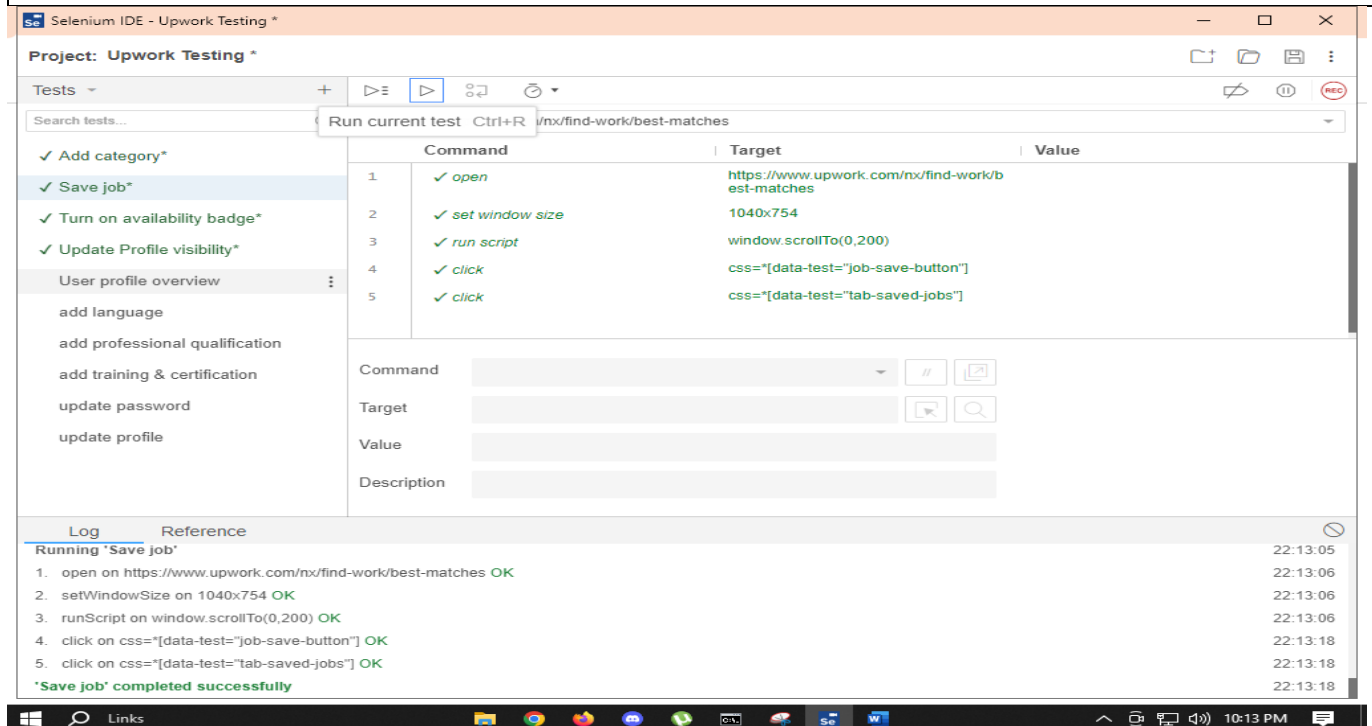 Selenium IDE - Upwork Testing *
Project: Upwork Testing *
Tests
REC
Search tests...
Run current test Ctrl+R
/nx/find-work/best-matches
Command Target Value
✓ Add category*
✓ Save job*
✓ Turn on availability badge*
✓ Update Profile visibility*
User profile overview
add language
add professional qualification
add training & certification
update password
update profile
1 ✓ open https://www.upwork.com/nx/find-work/b
est-matches
2 ✓ set window size 1040x754
3 ✓ run script window.scrollTo(0,200)
4 ✓ click css=*[data-test="job-save-button"]
5 ✓ click css=*[data-test="tab-saved-jobs"]
Command //
Target
Value
Description
Log Reference
Running 'Save job' 22:13:05
1. open on https://www.upwork.com/nx/find-work/best-matches OK 22:13:06
2. setWindowSize on 1040x754 OK 22:13:06
3. runScript on window.scrollTo(0,200) OK 22:13:06
4. click on css=*[data-test="job-save-button"] OK 22:13:18
5. click on css=*[data-test="tab-saved-jobs"] OK 22:13:18
'Save job' completed successfully 22:13:18
Links 10:13 PM